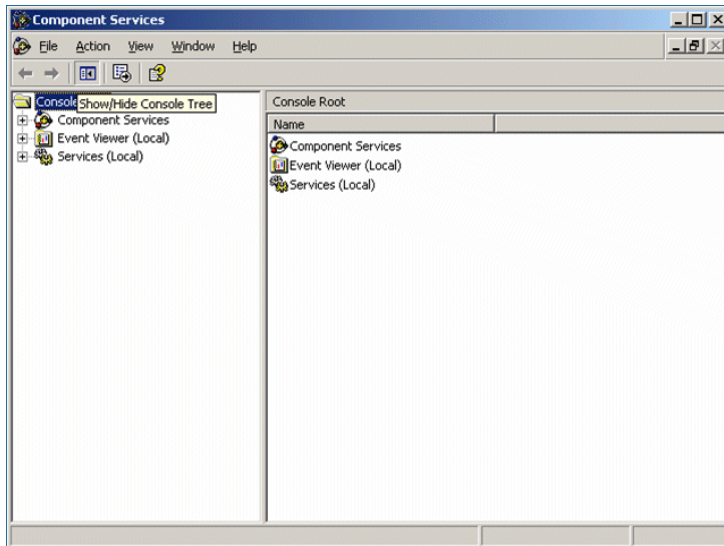 Component Services
File Action View Window Help
Console Show/Hide Console Tree
Component Services
Event Viewer (Local)
Services (Local)
Console Root
Name
Component Services
Event Viewer (Local)
Services (Local)